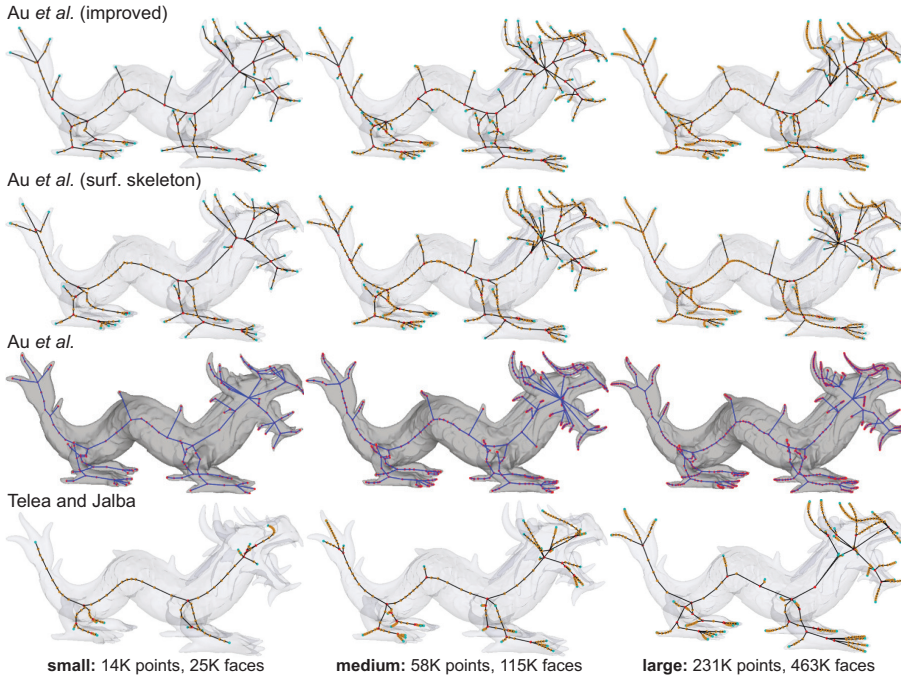 Au et al. (improved)
Au et al. (surf. skeleton)
Au et al.
Telea and Jalba
small: 14K points, 25K faces
medium: 58K points, 115K faces
large: 231K points, 463K faces